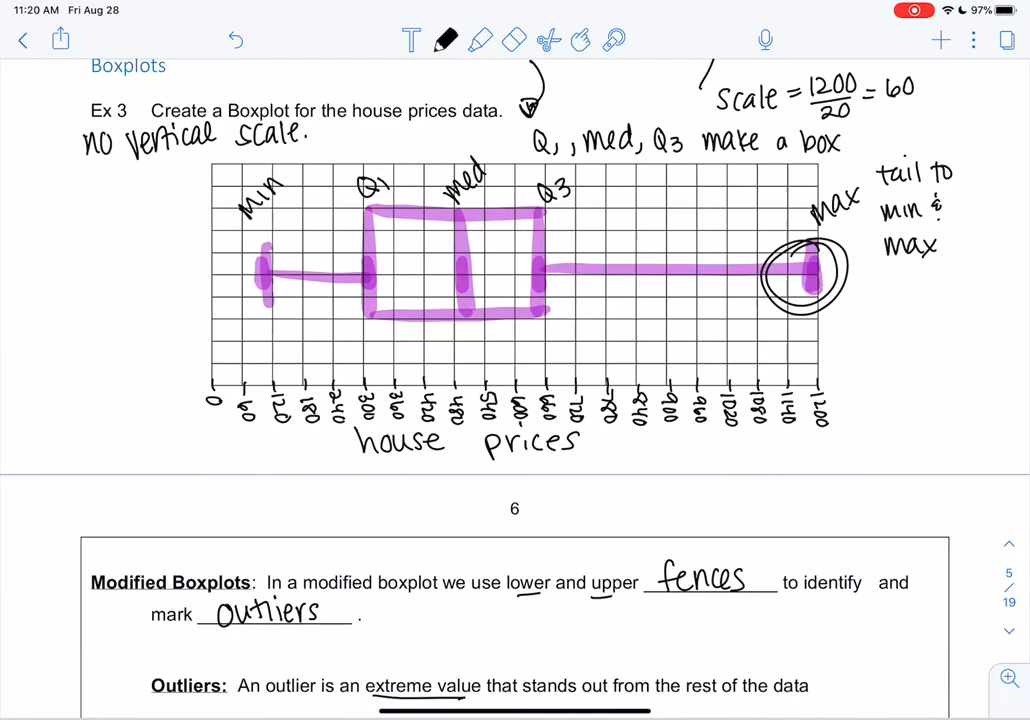 11:20 AM Fri Aug 28
97%
T
Boxplots
scale = 1200/20 = 60
Ex 3 Create a Boxplot for the house prices data.
no vertical scale.
Q1, med, Q3 make a box
min
Q1
med
Q3
max
tail to
min &
max
0 60 120 180 240 300 360 420 480 540 600 660 720 780 840 900 960 1020 1080 1140 1200
house prices
6
Modified Boxplots: In a modified boxplot we use lower and upper fences to identify and
mark outliers.
5
/
19
Outliers: An outlier is an extreme value that stands out from the rest of the data